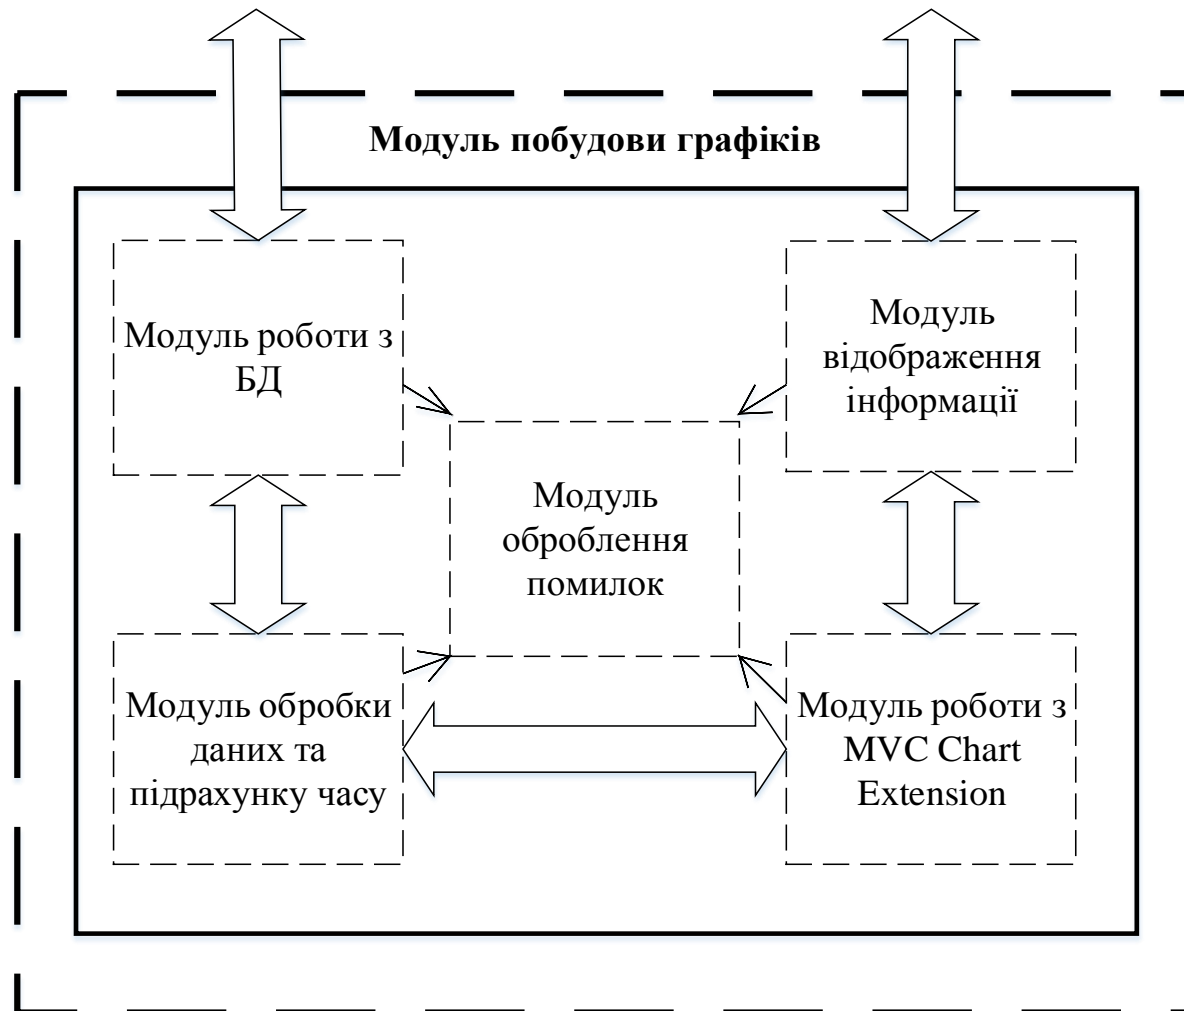 Модуль побудови графіків
Модуль роботи з
БД
Модуль
відображення
інформації
Модуль
оброблення
помилок
Модуль обробки
даних та
підрахунку часу
Модуль роботи з
MVC Chart
Extension